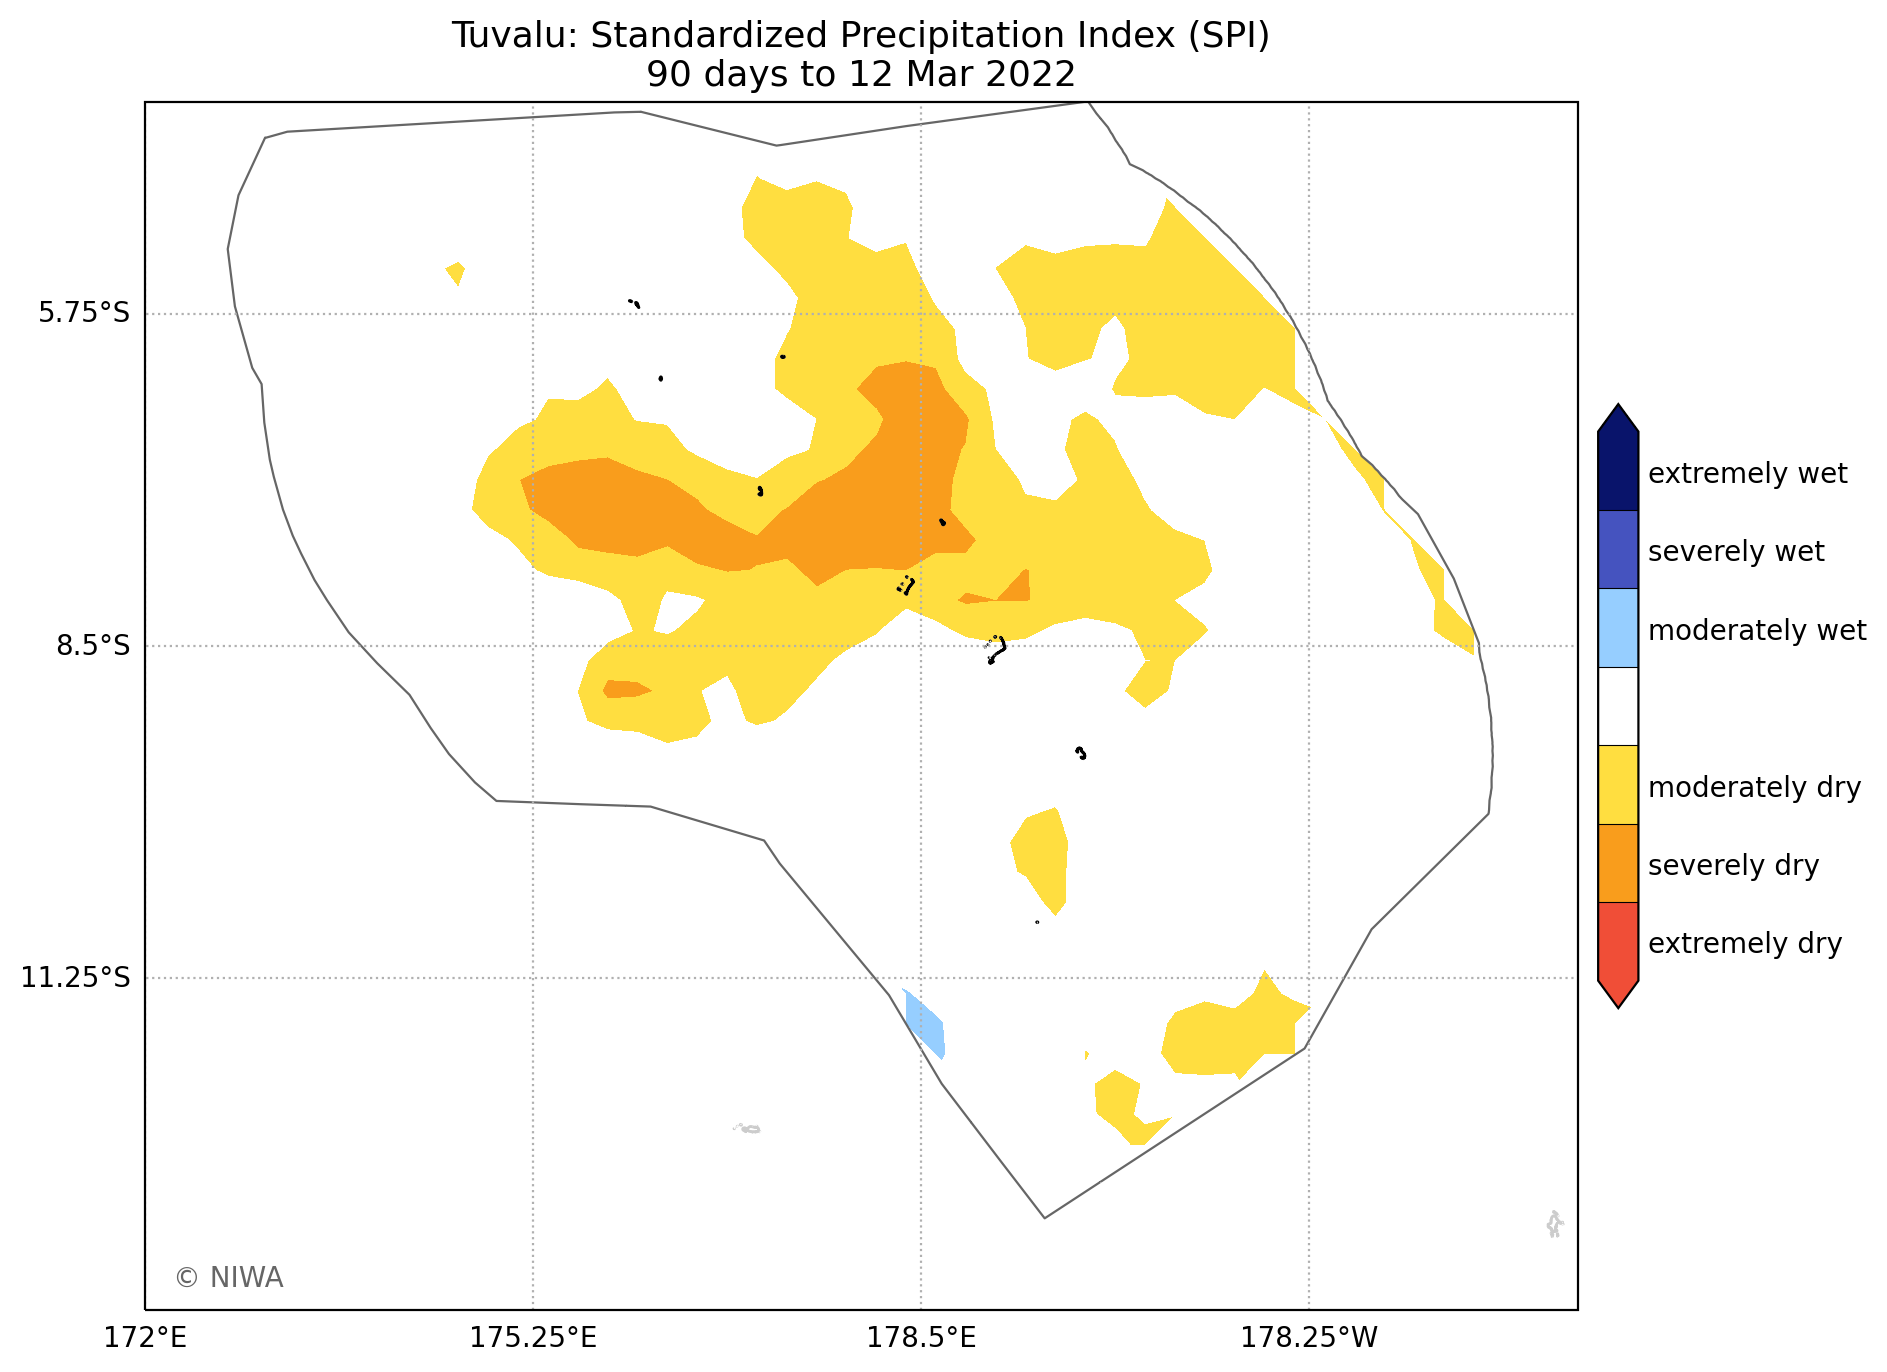 Tuvalu: Standardized Precipitation Index (SPI)
90 days to 12 Mar 2022
5.75°S
8.5°S
11.25°S
172°E
175.25°E
178.5°E
178.25°W
extremely wet
severely wet
moderately wet
moderately dry
severely dry
extremely dry
© NIWA